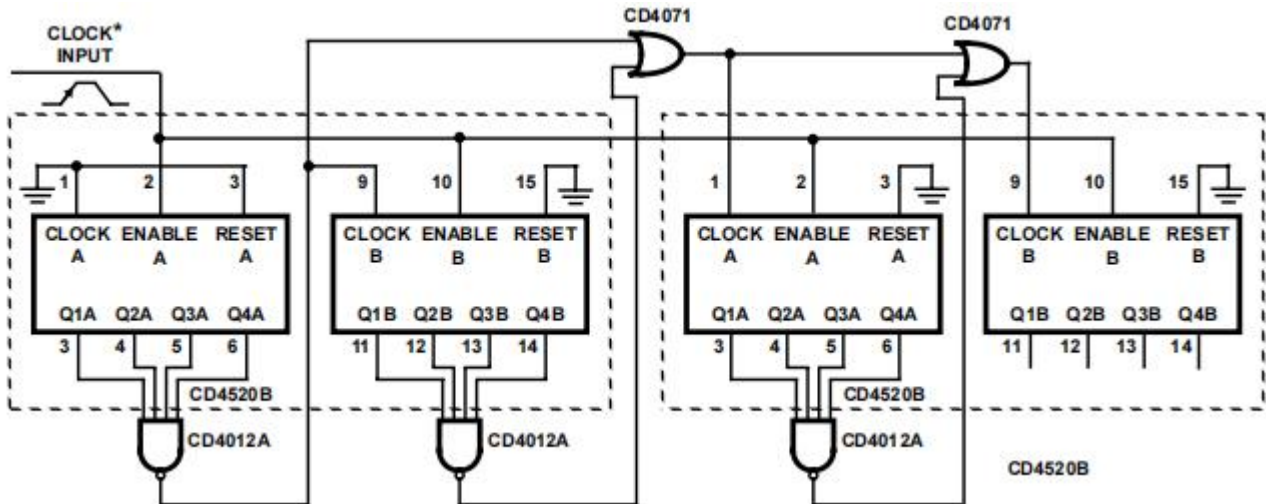 CD4071
CD4071
CLOCK*
INPUT
1 2 3
9 10 15
1 2 3
9 10 15
CLOCK ENABLE RESET
A A A
CLOCK ENABLE RESET
B B B
CLOCK ENABLE RESET
A A A
CLOCK ENABLE RESET
B B B
Q1A Q2A Q3A Q4A
Q1B Q2B Q3B Q4B
Q1A Q2A Q3A Q4A
Q1B Q2B Q3B Q4B
3 4 5 6
11 12 13 14
3 4 5 6
11 12 13 14
CD4520B
CD4520B
CD4012A
CD4012A
CD4012A
CD4520B